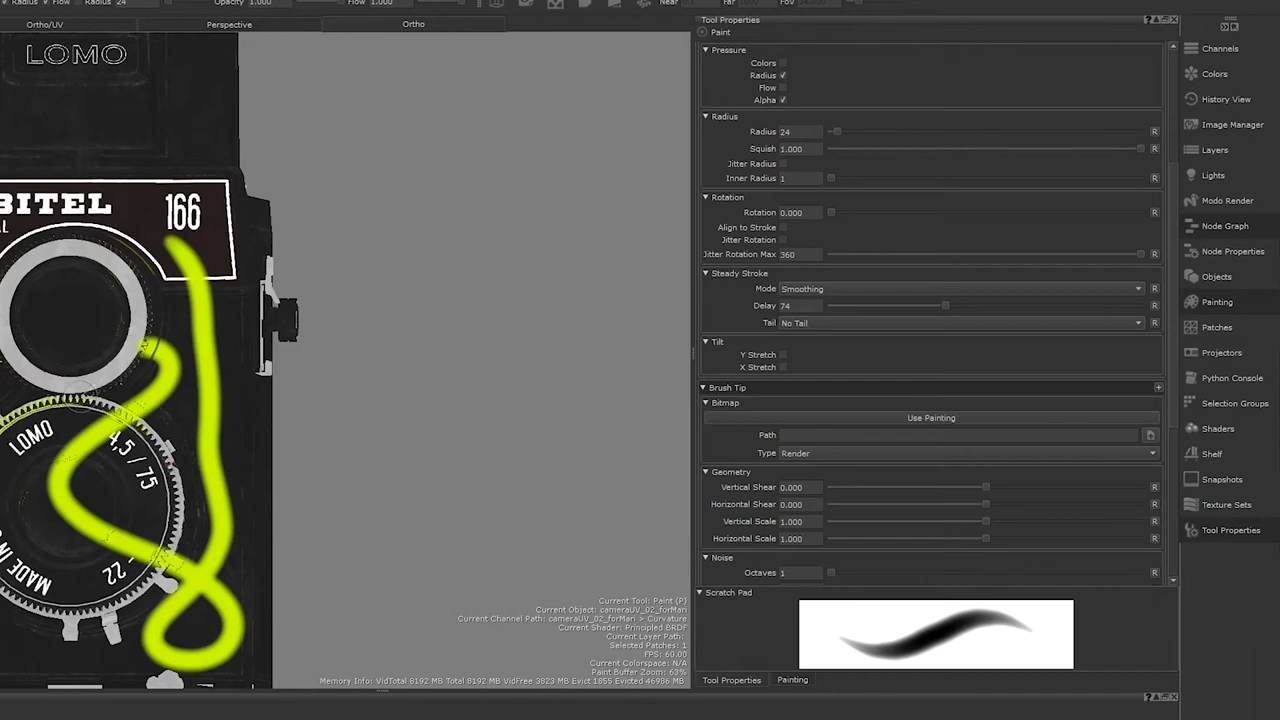 Radius Flow Radius 24 Opacity 1.000 Flow 1.000 Near Far FoV
Ortho/UV Perspective Ortho
LOMO
BITEL 166
LOMO
4,5 / 75
MADE IN
- 22
Current Tool: Paint (P)
Current Object: cameraUV_02_forMari
Current Channel Path: cameraUV_02_forMari > Curvature
Current Shader: Principled BRDF
Current Layer Path:
Selected Patches: 1
FPS: 60.00
Current Colorspace: N/A
Paint Buffer Zoom: 63%
Memory Info: VidTotal 8192 MB Total 8192 MB VidFree 3823 MB Evict 1855 Evicted 46986 MB
Tool Properties
Paint
Pressure
Colors
Radius
Flow
Alpha
Radius
Radius 24 R
Squish 1.000 R
Jitter Radius
Inner Radius 1 R
Rotation
Rotation 0.000 R
Align to Stroke
Jitter Rotation
Jitter Rotation Max 360 R
Steady Stroke
Mode Smoothing R
Delay 74 R
Tail No Tail R
Tilt
Y Stretch
X Stretch
Brush Tip
Bitmap
Use Painting
Path
Type Render
Geometry
Vertical Shear 0.000 R
Horizontal Shear 0.000 R
Vertical Scale 1.000 R
Horizontal Scale 1.000 R
Noise
Octaves 1 R
Scratch Pad
Tool Properties Painting
Channels
Colors
History View
Image Manager
Layers
Lights
Modo Render
Node Graph
Node Properties
Objects
Painting
Patches
Projectors
Python Console
Selection Groups
Shaders
Shelf
Snapshots
Texture Sets
Tool Properties